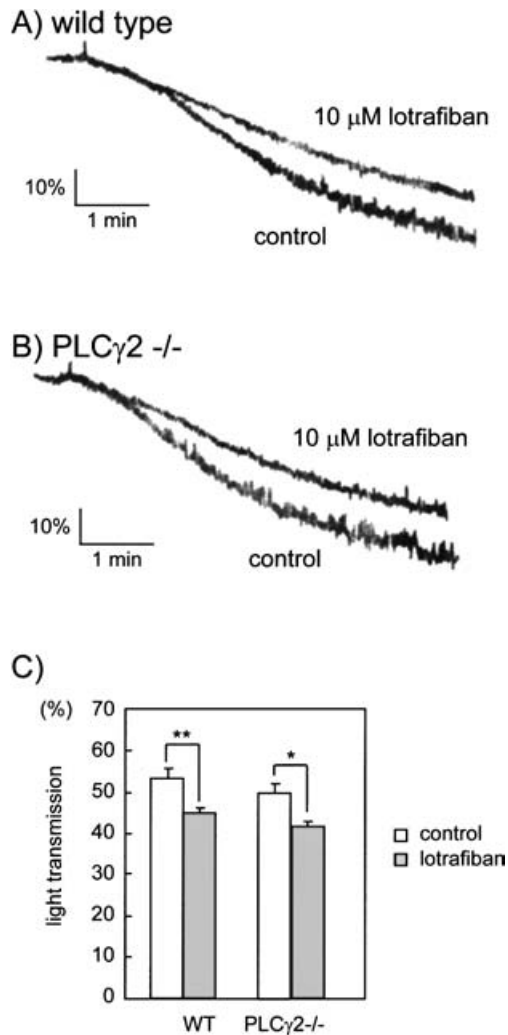 A) wild type
10 μM lotrafiban
10%
1 min
control
B) PLCγ2 -/-
10 μM lotrafiban
10%
1 min
control
C)
(%)
70
60
50
40
30
20
10
0
light transmission
**
*
control
lotrafiban
WT
PLCγ2-/-